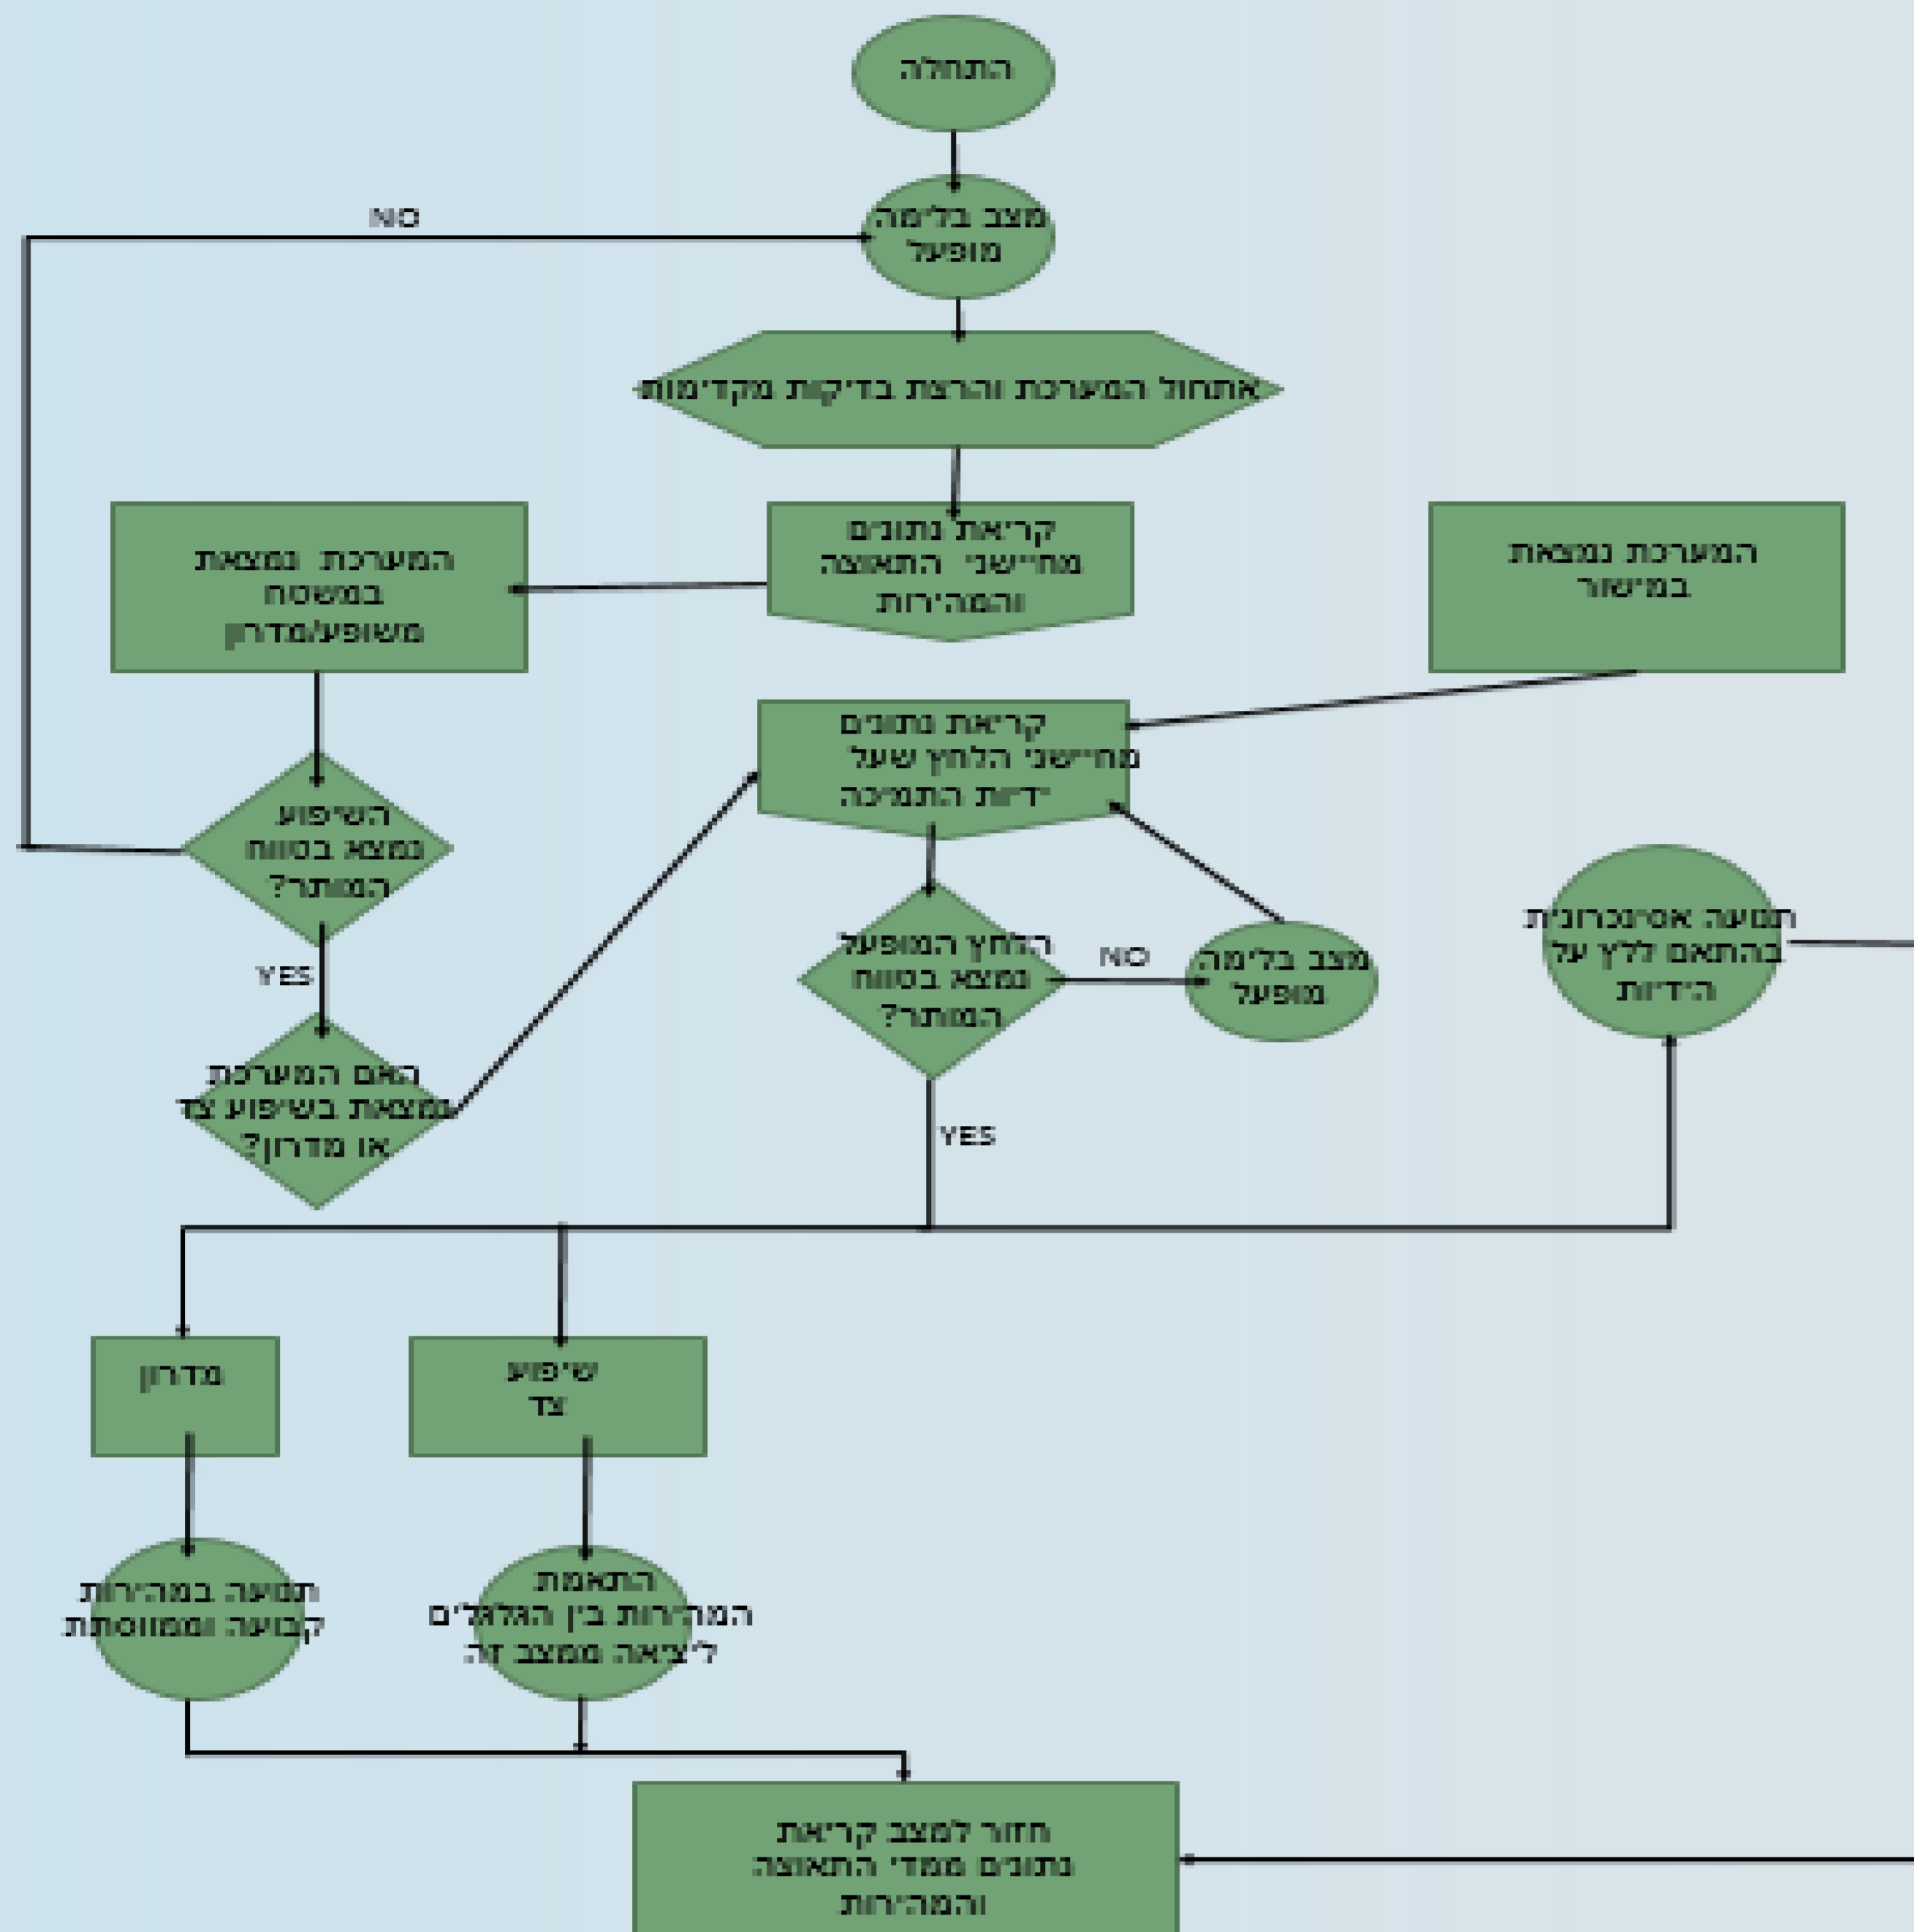 התחלה
מצב בלימה
מופעל
NO
אתחול המערכת והרצת בדיקות מקדימות
קריאת נתונים
מחיישני התאוצה
והמהירות
המערכת נמצאת
במשטח
משופע/מדרון
המערכת נמצאת
במישור
קריאת נתונים
מחיישני הלחץ שעל
ידיות התמיכה
השיפוע
נמצא בטווח
המותר?
YES
הלחץ המופעל
נמצא בטווח
המותר?
NO
מצב בלימה
מופעל
תנועה אסינכרונית
בהתאם ללץ על
הידיות
האם המערכת
נמצאת בשיפוע צד
או מדרון?
YES
מדרון
שיפוע
צד
תנועה במהירות
קבועה וממווסתת
התאמת
המהירות בין הגלגלים
ליציאה ממצב זה
חזור למצב קריאת
נתונים ממדי התאוצה
והמהירות